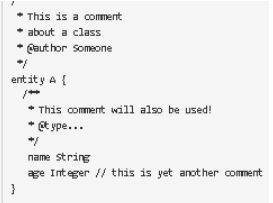 /
* This is a comment
* about a class
* @author Someone
*/
entity A {
/**
* This comment will also be used!
* @type...
*/
name String
age Integer // this is yet another comment
}